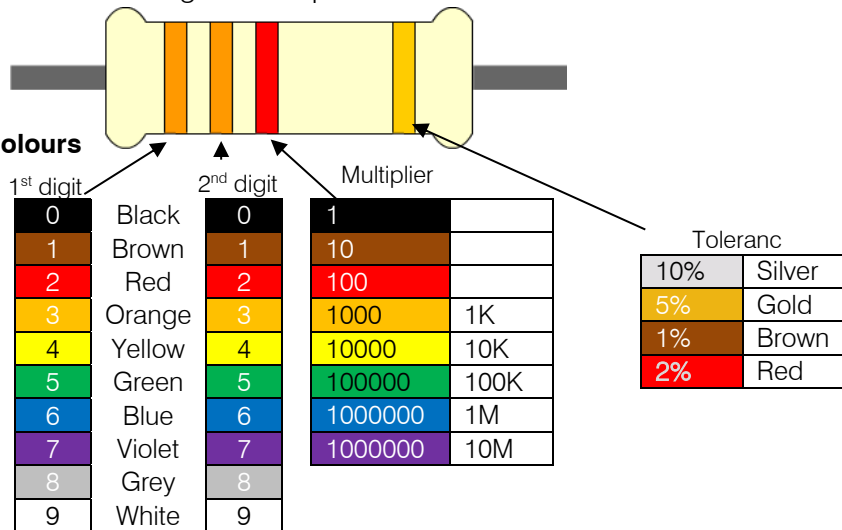 olours
1st digit 2nd digit Multiplier
0 Black 0 1
1 Brown 1 10
2 Red 2 100
3 Orange 3 1000 1K
4 Yellow 4 10000 10K
5 Green 5 100000 100K
6 Blue 6 1000000 1M
7 Violet 7 1000000 10M
8 Grey 8
9 White 9
Toleranc
10% Silver
5% Gold
1% Brown
2% Red